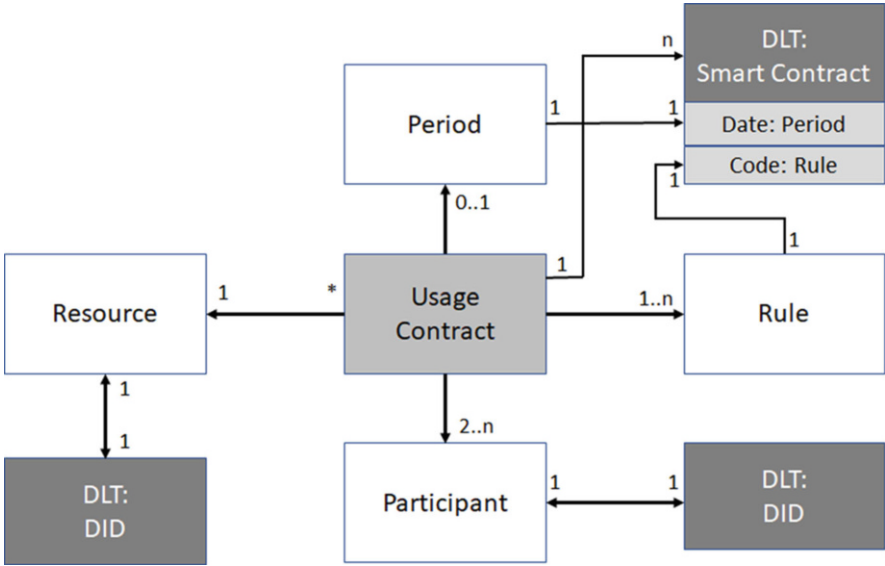 n
DLT:
Smart Contract
Period
1
1
Date: Period
Code: Rule
1
0..1
1
1
*
Usage
Contract
1
1..n
Resource
Rule
1
1
2..n
DLT:
DID
Participant
1
1
DLT:
DID